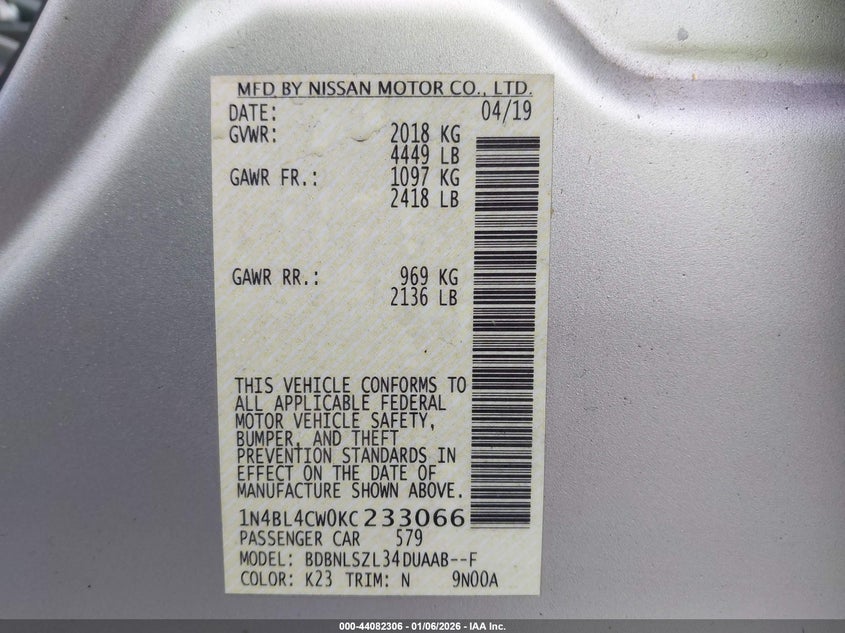 MFD BY NISSAN MOTOR CO., LTD.
DATE: 04/19
GVWR: 2018 KG
4449 LB
GAWR FR.: 1097 KG
2418 LB
GAWR RR.: 969 KG
2136 LB
THIS VEHICLE CONFORMS TO
ALL APPLICABLE FEDERAL
MOTOR VEHICLE SAFETY,
BUMPER, AND THEFT
PREVENTION STANDARDS IN
EFFECT ON THE DATE OF
MANUFACTURE SHOWN ABOVE.
1N4BL4CW0KC233066
PASSENGER CAR 579
MODEL: BDBNLSZL34DUAAB--F
COLOR: K23 TRIM: N 9N00A
000-44082306 - 01/06/2026 - IAA Inc.